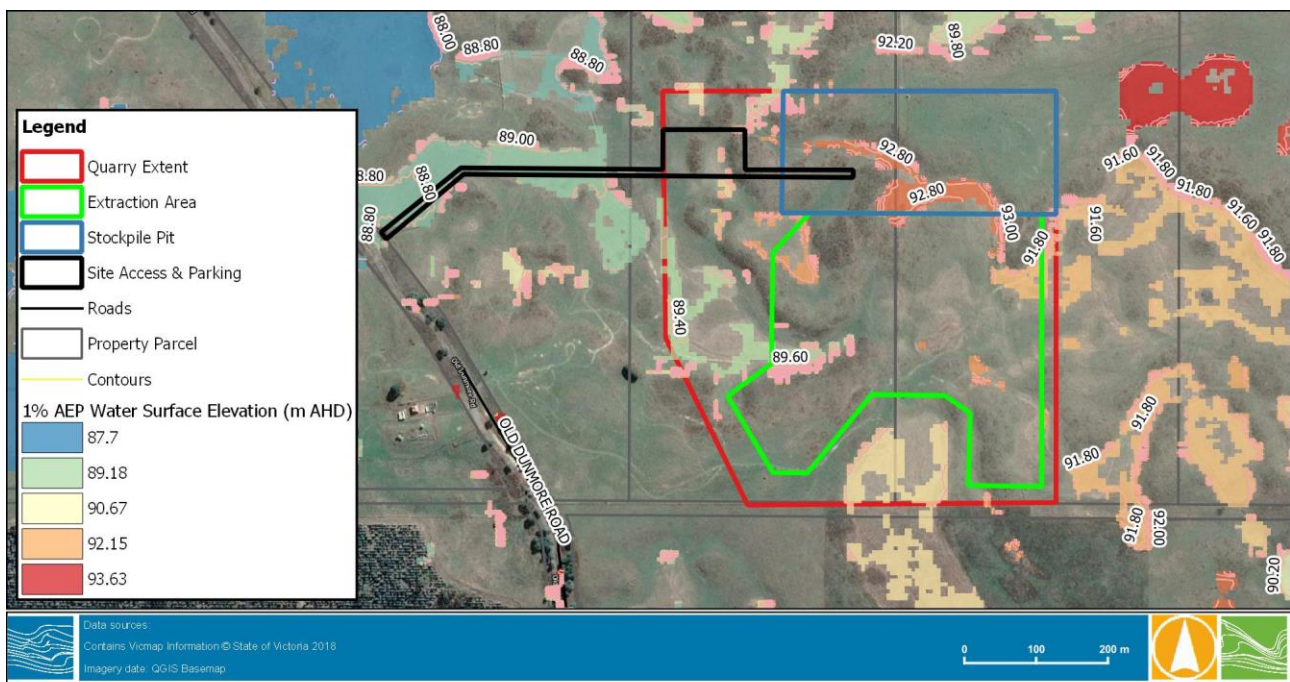 88.00
88.80
88.80
92.20
89.80
Legend
Quarry Extent
Extraction Area
Stockpile Pit
Site Access & Parking
Roads
Property Parcel
Contours
1% AEP Water Surface Elevation (m AHD)
87.7
89.18
90.67
92.15
93.63
89.00
8.80
88.80
88.80
92.80
92.80
93.00
91.80
91.60
91.60
91.80
91.80
91.60
91.80
89.40
89.60
Old Dunmore Rd
OLD DUNMORE ROAD
91.80
91.80
91.80
92.00
90.20
Data sources:
Contains Vicmap Information © State of Victoria 2018
Imagery date: QGIS Basemap
0 100 200 m